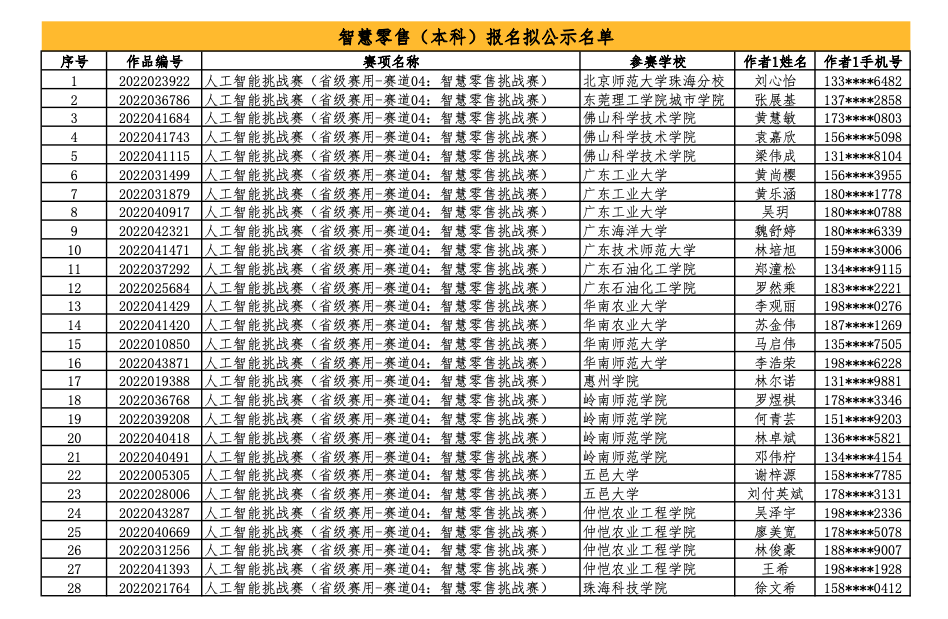 智慧零售（本科）报名拟公示名单
序号 作品编号 赛项名称 参赛学校 作者1姓名 作者1手机号
1 2022023922 人工智能挑战赛（省级赛用-赛道04：智慧零售挑战赛） 北京师范大学珠海分校 刘心怡 133****6482
2 2022036786 人工智能挑战赛（省级赛用-赛道04：智慧零售挑战赛） 东莞理工学院城市学院 张展基 137****2858
3 2022041684 人工智能挑战赛（省级赛用-赛道04：智慧零售挑战赛） 佛山科学技术学院 黄慧敏 173****0803
4 2022041743 人工智能挑战赛（省级赛用-赛道04：智慧零售挑战赛） 佛山科学技术学院 袁嘉欣 156****5098
5 2022041115 人工智能挑战赛（省级赛用-赛道04：智慧零售挑战赛） 佛山科学技术学院 梁伟成 131****8104
6 2022031499 人工智能挑战赛（省级赛用-赛道04：智慧零售挑战赛） 广东工业大学 黄尚樱 156****3955
7 2022031879 人工智能挑战赛（省级赛用-赛道04：智慧零售挑战赛） 广东工业大学 黄乐涵 180****1778
8 2022040917 人工智能挑战赛（省级赛用-赛道04：智慧零售挑战赛） 广东工业大学 吴玥 180****0788
9 2022042321 人工智能挑战赛（省级赛用-赛道04：智慧零售挑战赛） 广东海洋大学 魏舒婷 180****6339
10 2022041471 人工智能挑战赛（省级赛用-赛道04：智慧零售挑战赛） 广东技术师范大学 林培旭 159****3006
11 2022037292 人工智能挑战赛（省级赛用-赛道04：智慧零售挑战赛） 广东石油化工学院 郑潼松 134****9115
12 2022025684 人工智能挑战赛（省级赛用-赛道04：智慧零售挑战赛） 广东石油化工学院 罗然乘 183****2221
13 2022041429 人工智能挑战赛（省级赛用-赛道04：智慧零售挑战赛） 华南农业大学 李观丽 198****0276
14 2022041420 人工智能挑战赛（省级赛用-赛道04：智慧零售挑战赛） 华南农业大学 苏金伟 187****1269
15 2022010850 人工智能挑战赛（省级赛用-赛道04：智慧零售挑战赛） 华南师范大学 马启伟 135****7505
16 2022043871 人工智能挑战赛（省级赛用-赛道04：智慧零售挑战赛） 华南师范大学 李浩荣 198****6228
17 2022019388 人工智能挑战赛（省级赛用-赛道04：智慧零售挑战赛） 惠州学院 林尔诺 131****9881
18 2022036768 人工智能挑战赛（省级赛用-赛道04：智慧零售挑战赛） 岭南师范学院 罗煜棋 178****3346
19 2022039208 人工智能挑战赛（省级赛用-赛道04：智慧零售挑战赛） 岭南师范学院 何青芸 151****9203
20 2022040418 人工智能挑战赛（省级赛用-赛道04：智慧零售挑战赛） 岭南师范学院 林卓斌 136****5821
21 2022040491 人工智能挑战赛（省级赛用-赛道04：智慧零售挑战赛） 岭南师范学院 邓伟柠 134****4154
22 2022005305 人工智能挑战赛（省级赛用-赛道04：智慧零售挑战赛） 五邑大学 谢梓源 158****7785
23 2022028006 人工智能挑战赛（省级赛用-赛道04：智慧零售挑战赛） 五邑大学 刘付英斌 178****3131
24 2022043287 人工智能挑战赛（省级赛用-赛道04：智慧零售挑战赛） 仲恺农业工程学院 吴泽宇 198****2336
25 2022040669 人工智能挑战赛（省级赛用-赛道04：智慧零售挑战赛） 仲恺农业工程学院 廖美宽 178****5078
26 2022031256 人工智能挑战赛（省级赛用-赛道04：智慧零售挑战赛） 仲恺农业工程学院 林俊豪 188****9007
27 2022041393 人工智能挑战赛（省级赛用-赛道04：智慧零售挑战赛） 仲恺农业工程学院 王希 198****1928
28 2022021764 人工智能挑战赛（省级赛用-赛道04：智慧零售挑战赛） 珠海科技学院 徐文希 158****0412